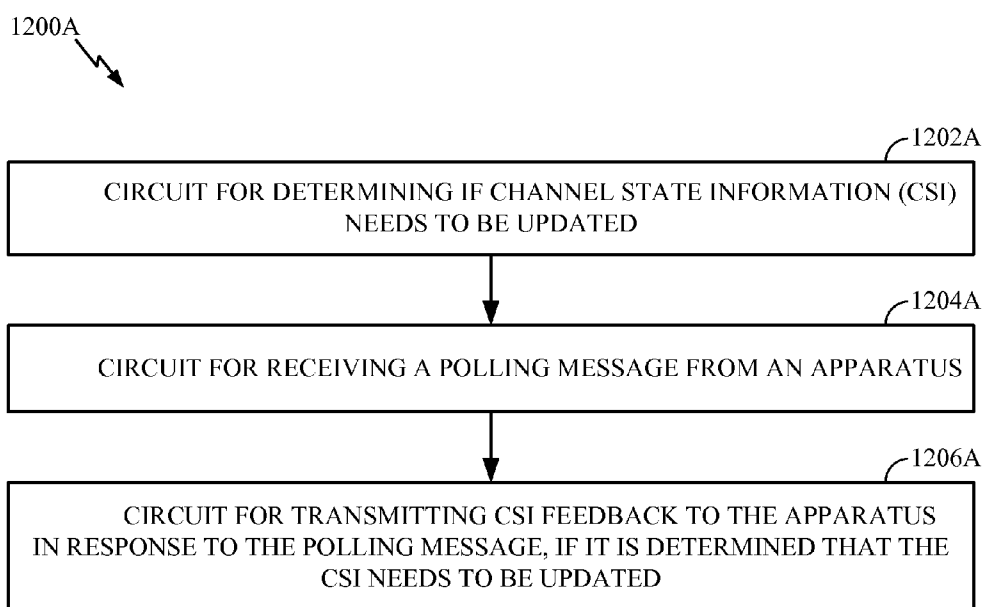 1200A
1202A
CIRCUIT FOR DETERMINING IF CHANNEL STATE INFORMATION (CSI)
NEEDS TO BE UPDATED
1204A
CIRCUIT FOR RECEIVING A POLLING MESSAGE FROM AN APPARATUS
1206A
CIRCUIT FOR TRANSMITTING CSI FEEDBACK TO THE APPARATUS
IN RESPONSE TO THE POLLING MESSAGE, IF IT IS DETERMINED THAT THE
CSI NEEDS TO BE UPDATED